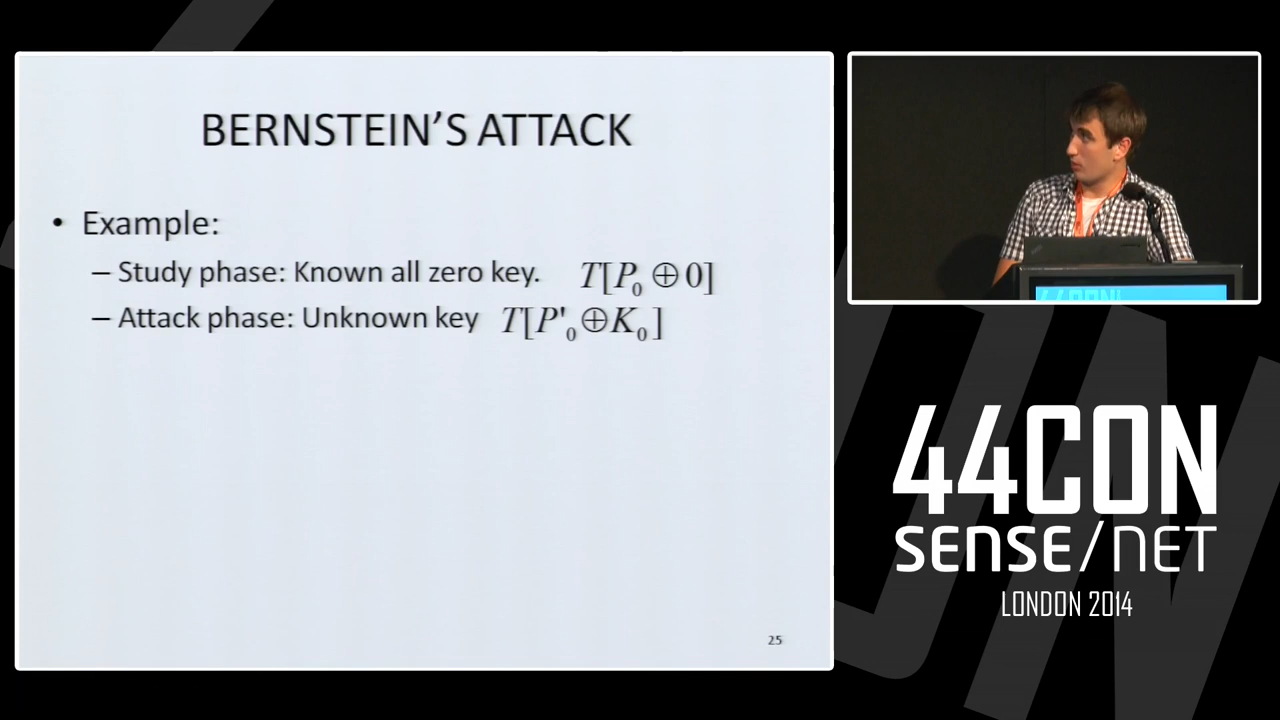 BERNSTEIN'S ATTACK
• Example:
– Study phase: Known all zero key. T[P₀ ⊕ 0]
– Attack phase: Unknown key T[P'₀⊕K₀]
25
44CON
44CON
SENSE/NET
LONDON 2014